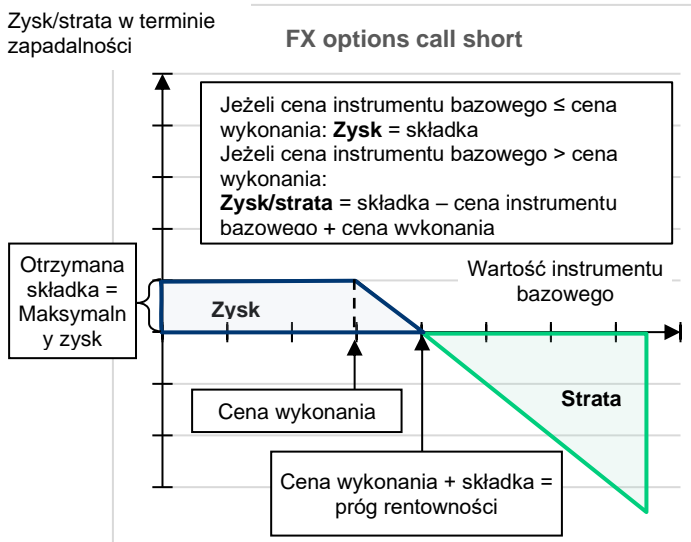 Zysk/strata w terminie
zapadalności
FX options call short
Jeżeli cena instrumentu bazowego ≤ cena
wykonania: Zysk = składka
Jeżeli cena instrumentu bazowego > cena
wykonania:
Zysk/strata = składka – cena instrumentu
bazowego + cena wykonania
Otrzymana
składka =
Maksymaln
y zysk
Wartość instrumentu
bazowego
Zysk
Cena wykonania
Strata
Cena wykonania + składka =
próg rentowności